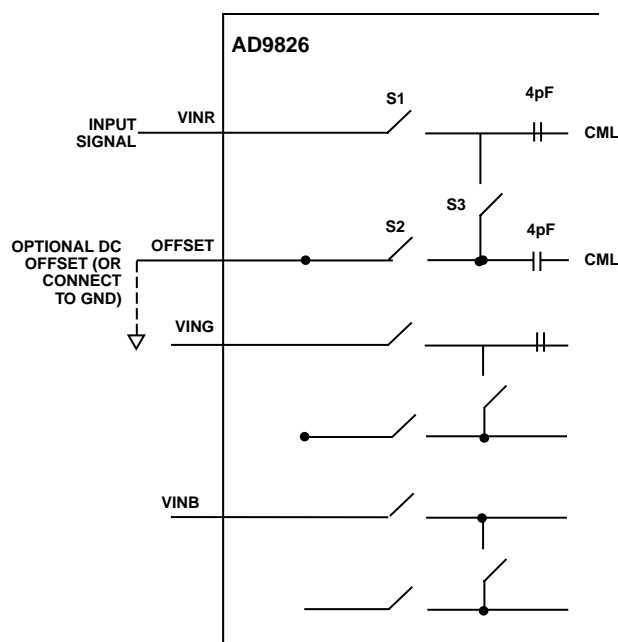 AD9826
S1
4pF
INPUT
SIGNAL
VINR
CML
S3
S2
4pF
OPTIONAL DC
OFFSET (OR
CONNECT
TO GND)
OFFSET
CML
VING
VINB